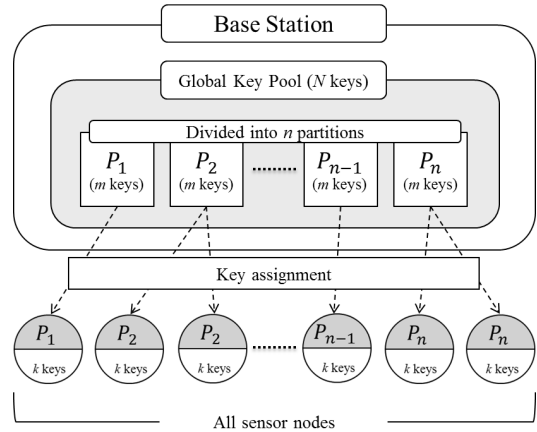 Base Station
Global Key Pool (N keys)
Divided into n partitions
P₁ P₂ ........ Pₙ₋₁ Pₙ
(m keys) (m keys) (m keys) (m keys)
Key assignment
P₁ P₂ P₂ ........ Pₙ₋₁ Pₙ Pₙ
k keys k keys k keys k keys k keys k keys
All sensor nodes